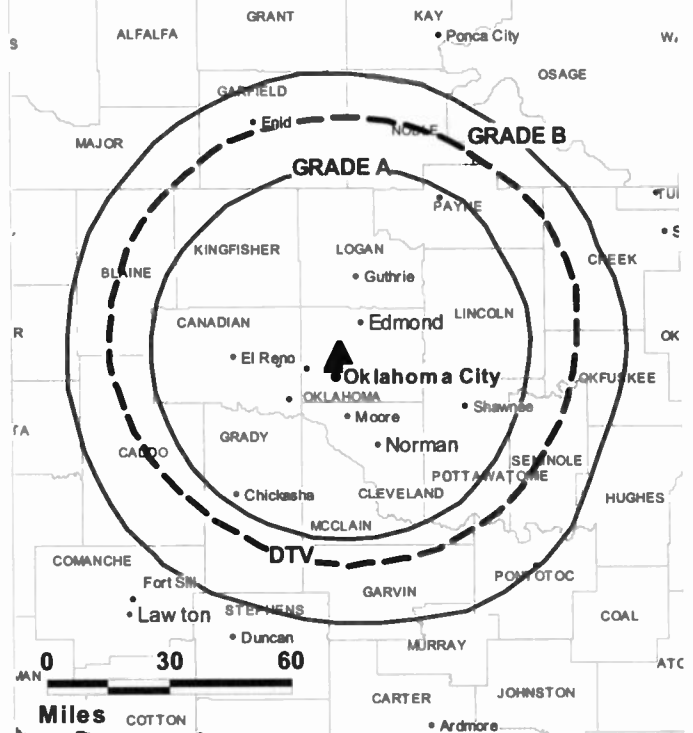 GRANT
KAY
ALFALFA
Ponca City
OSAGE
GARFIELD
Enid
NOBLE
GRADE B
MAJOR
GRADE A
PAYNE
KINGFISHER
LOGAN
CREEK
BLAINE
Guthrie
CANADIAN
Edmond
LINCOLN
OK
El Reno
Oklahoma City
OKFUSKEE
OKLAHOMA
Shawnee
Moore
GRADY
Norman
CADDO
SEMINOLE
POTTAWATOMIE
Chickasha
CLEVELAND
HUGHES
MCCLAIN
DTV
COMANCHE
Fort Sill
PONTOTOC
GARVIN
Lawton
STEPHENS
COAL
Duncan
MURRAY
0 30 60
ATO
Miles
COTTON
CARTER
JOHNSTON
Ardmore